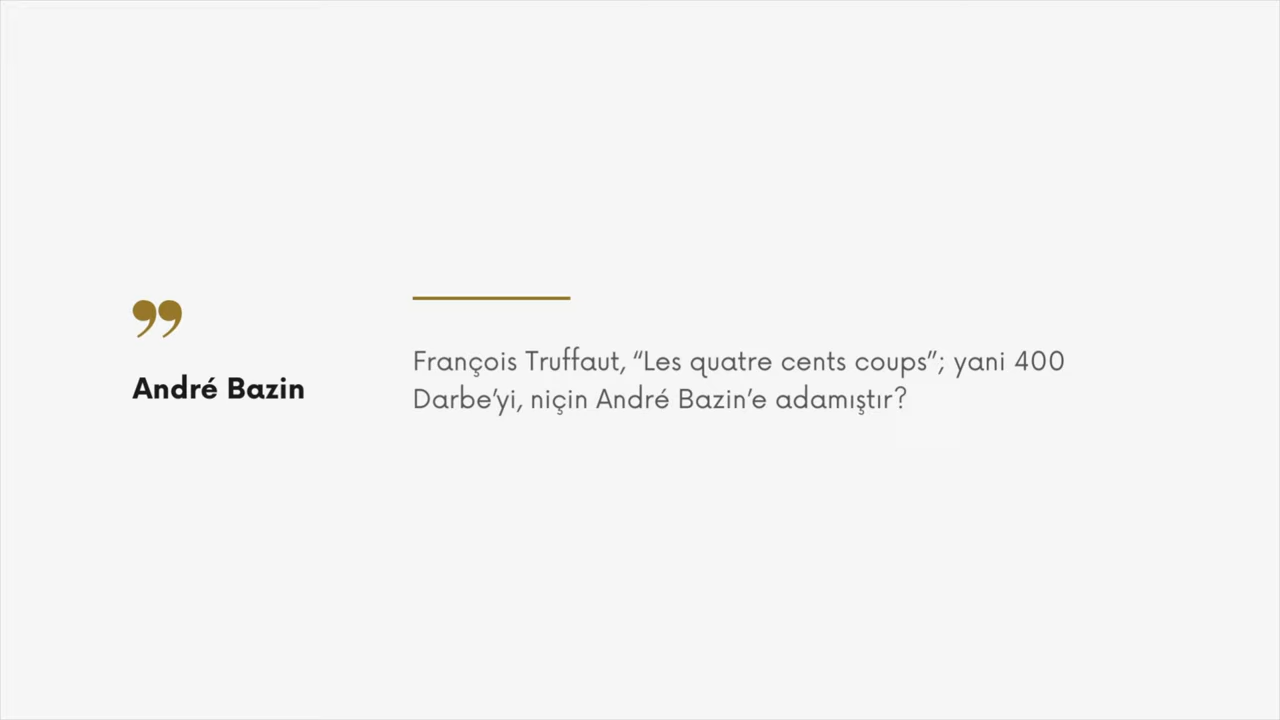 André Bazin
François Truffaut, “Les quatre cents coups”; yani 400
Darbe’yi, niçin André Bazin’e adamıştır?